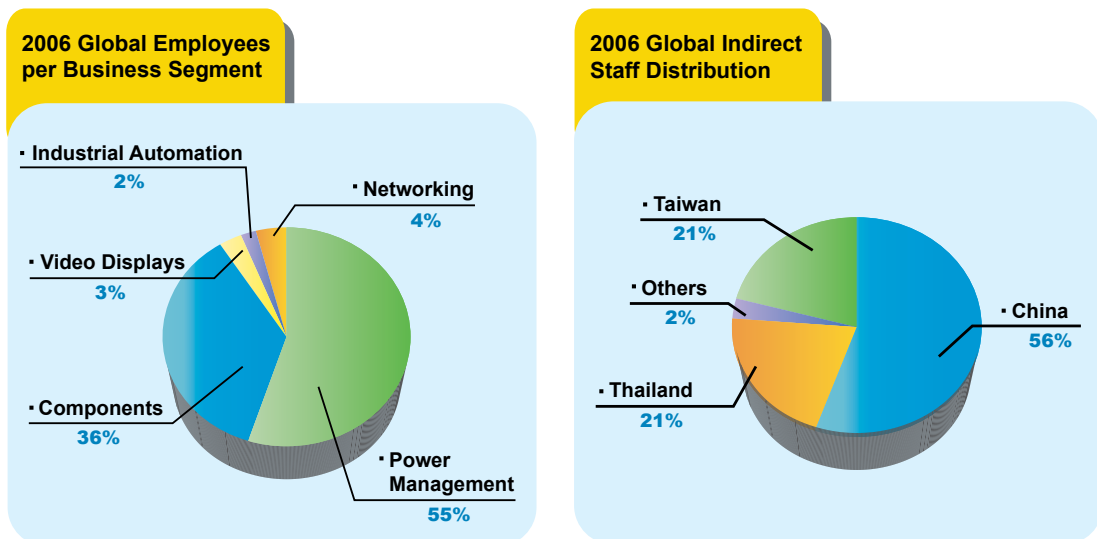 2006 Global Employees
per Business Segment
· Industrial Automation
2%
· Networking
4%
· Video Displays
3%
· Components
36%
· Power
Management
55%
2006 Global Indirect
Staff Distribution
· Taiwan
21%
· Others
2%
· China
56%
· Thailand
21%